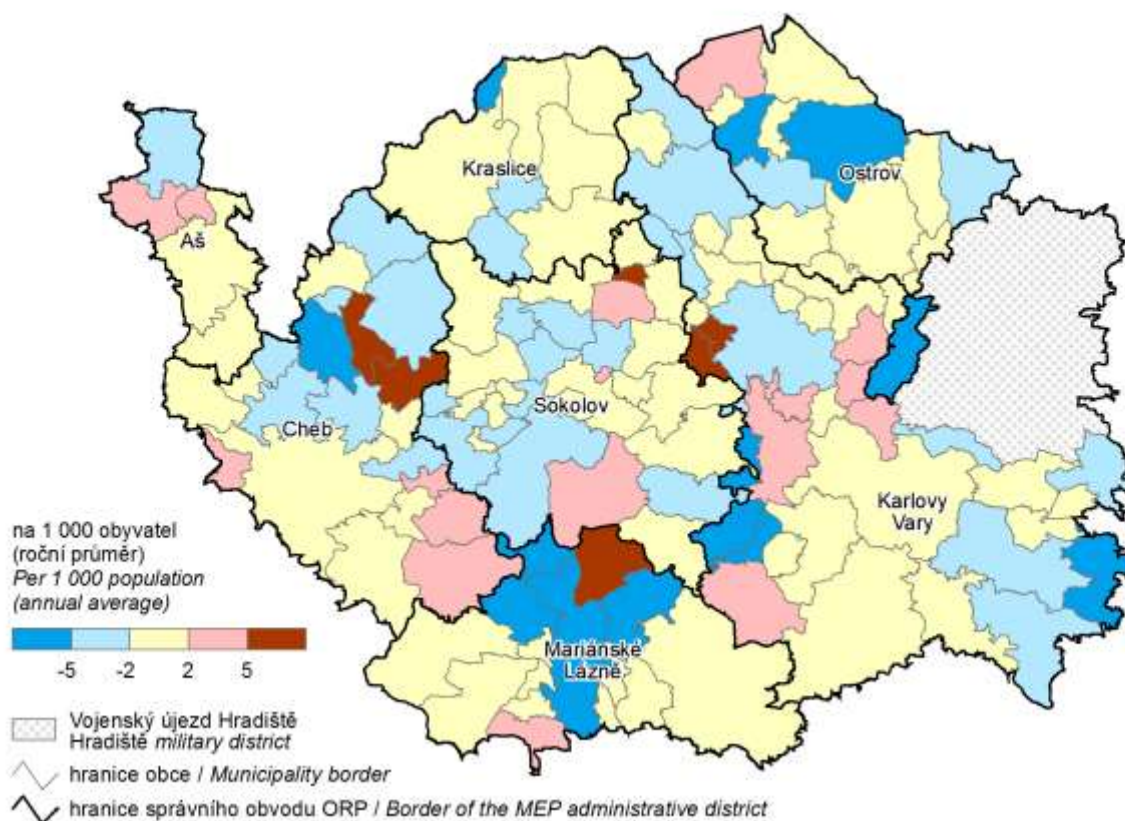 Kraslice
Ostrov
Aš
Sokolov
Cheb
Karlovy
Vary
Mariánské
Lázně
na 1 000 obyvatel
(roční průměr)
Per 1 000 population
(annual average)
-5 -2 2 5
Vojenský újezd Hradiště
Hradiště military district
hranice obce / Municipality border
hranice správního obvodu ORP / Border of the MEP administrative district